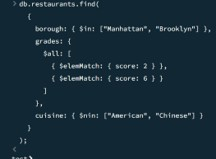 > db.restaurants.find(
{
borough: { $in: ["Manhattan", "Brooklyn"] },
grades: {
$all: [
{ $elemMatch: { score: 2 } },
{ $elemMatch: { score: 6 } }
]
},
cuisine: { $nin: ["American", "Chinese"] }
}
);
<
test>